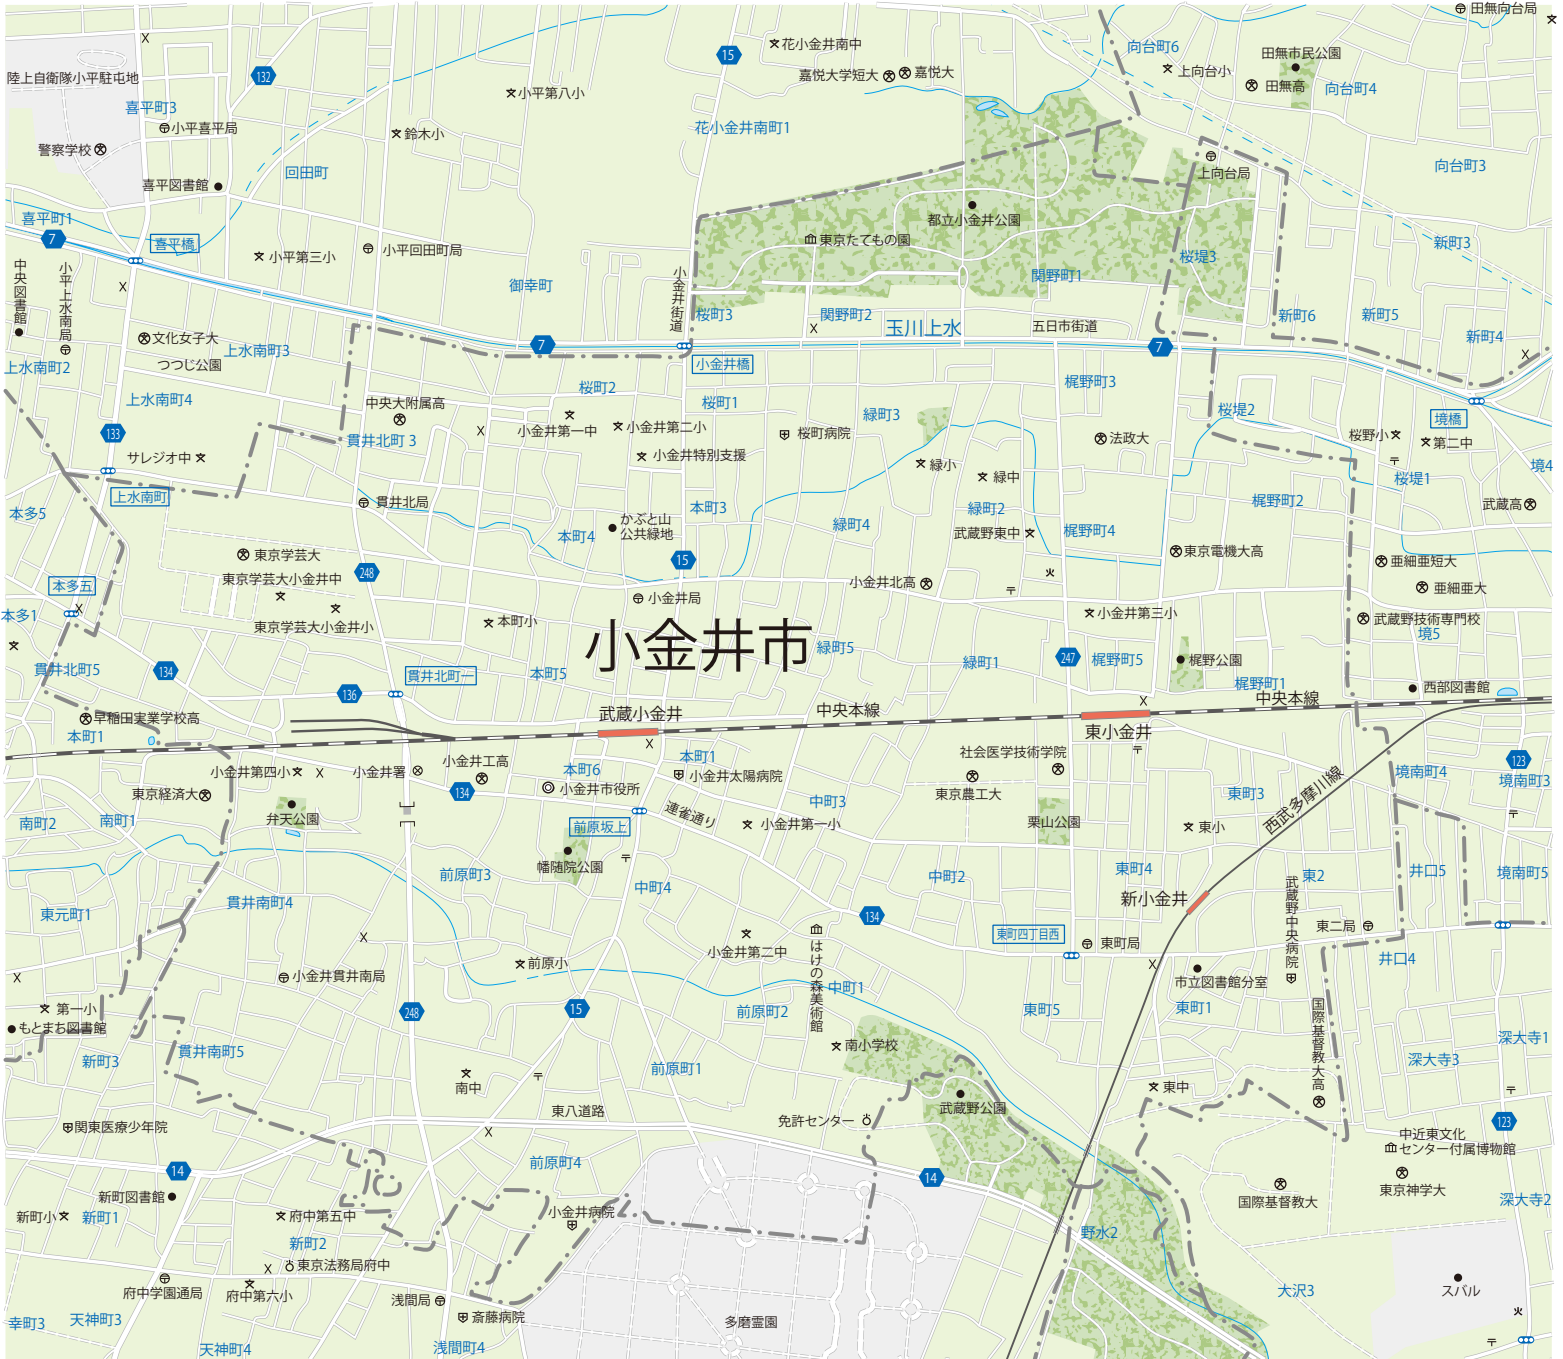 田無向台局
花小金井南中
向台町6
嘉悦大学短大
嘉悦大
上向台小
田無市民公園
田無高
向台町4
15
132
陸上自衛隊小平駐屯地
喜平町3
小平第八小
小平喜平局
鈴木小
花小金井南町1
警察学校
回田町
喜平図書館
上向台局
向台町3
喜平町1
7
喜平橋
都立小金井公園
東京たてもの園
小平第三小
小平回田町局
新町3
桜堤3
中央図書館
小平上水南局
御幸町
小金井街道
関野町1
桜町3
関野町2
玉川上水
五日市街道
新町6
新町5
新町4
文化女子大
つつじ公園
上水南町3
上水南町2
7
7
小金井橋
上水南町4
桜町2
桜町1
梶野町3
緑町3
桜堤2
境橋
中央大附属高
小金井第一中
小金井第二小
桜町病院
法政大
桜野小
第二中
133
貫井北町3
サレジオ中
小金井特別支援
緑小
緑中
境4
桜堤1
上水南町
貫井北局
本町3
緑町2
梶野町2
武蔵高
本多5
かぶと山
公共緑地
本町4
緑町4
武蔵野東中
梶野町4
東京学芸大
15
東京電機大高
亜細亜短大
248
東京学芸大小金井中
小金井北高
亜細亜大
本多五
小金井局
本多1
東京学芸大小金井小
本町小
小金井第三小
武蔵野技術専門校
小金井市
境5
緑町5
緑町1
247
梶野町5
梶野公園
貫井北町5
134
貫井北町一
本町5
梶野町1
西部図書館
136
中央本線
早稲田実業学校高
武蔵小金井
中央本線
東小金井
本町1
本町1
社会医学技術学院
123
小金井第四小
小金井署
小金井工高
本町6
小金井太陽病院
境南町4
境南町3
東京経済大
134
小金井市役所
東京農工大
東町3
西武多摩川線
南町2
南町1
弁天公園
前原坂上
連雀通り
中町3
小金井第一小
栗山公園
東小
幡随院公園
前原町3
中町4
中町2
東町4
東2
井口5
境南町5
貫井南町4
東元町1
新小金井
武蔵野中央病院
134
東町四丁目西
東二局
はけの森美術館
小金井第二中
東町局
井口4
前原小
小金井貫井南局
市立図書館分室
中町1
第一小
15
前原町2
東町5
東町1
国際基督教大高
248
もとまち図書館
南小学校
深大寺1
新町3
貫井南町5
深大寺3
前原町1
南中
東中
武蔵野公園
東八道路
免許センター
123
関東医療少年院
中近東文化
センター付属博物館
14
前原町4
14
東京神学大
新町図書館
国際基督教大
深大寺2
新町小
新町1
府中第五中
小金井病院
新町2
野水2
東京法務局府中
府中学園通局
府中第六小
大沢3
スバル
浅間局
斎藤病院
多磨霊園
幸町3
天神町3
天神町4
浅間町4